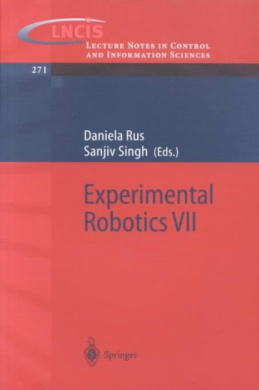 LNCIS
LECTURE NOTES IN CONTROL
AND INFORMATION SCIENCES
271
Daniela Rus
Sanjiv Singh (Eds.)
Experimental
Robotics VII
Springer